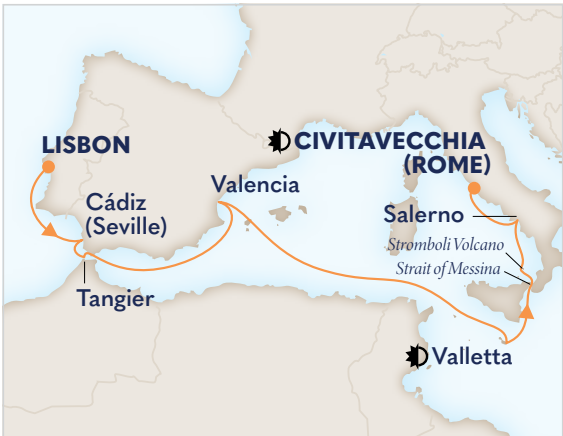 LISBON
CIVITAVECCHIA
(ROME)
Valencia
Cádiz
(Seville)
Salerno
Stromboli Volcano
Strait of Messina
Tangier
Valletta